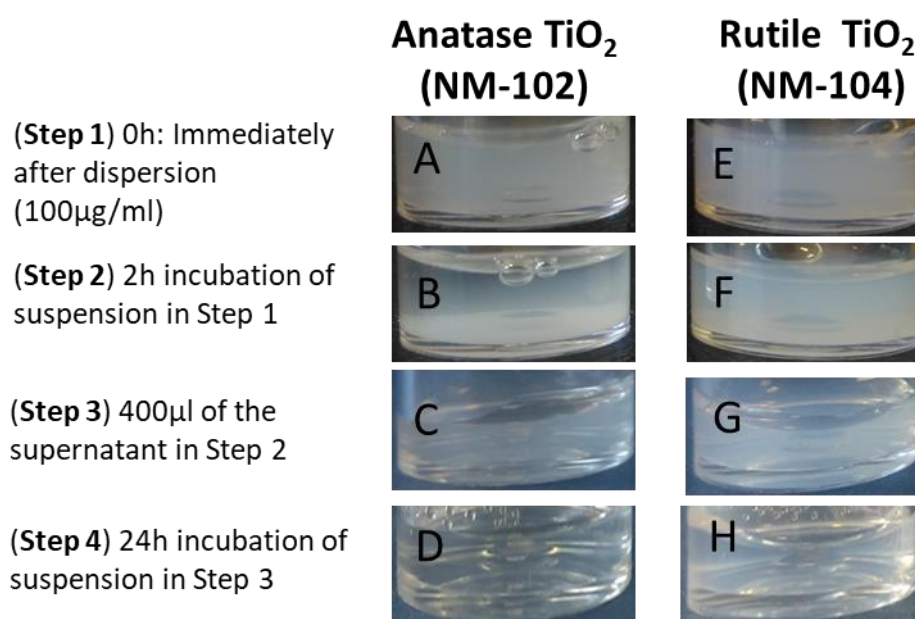 Anatase TiO₂
(NM-102)
Rutile  TiO₂
(NM-104)
(Step 1) 0h: Immediately
after dispersion
(100µg/ml)
A
E
(Step 2) 2h incubation of
suspension in Step 1
B
F
(Step 3) 400µl of the
supernatant in Step 2
C
G
(Step 4) 24h incubation of
suspension in Step 3
D
H